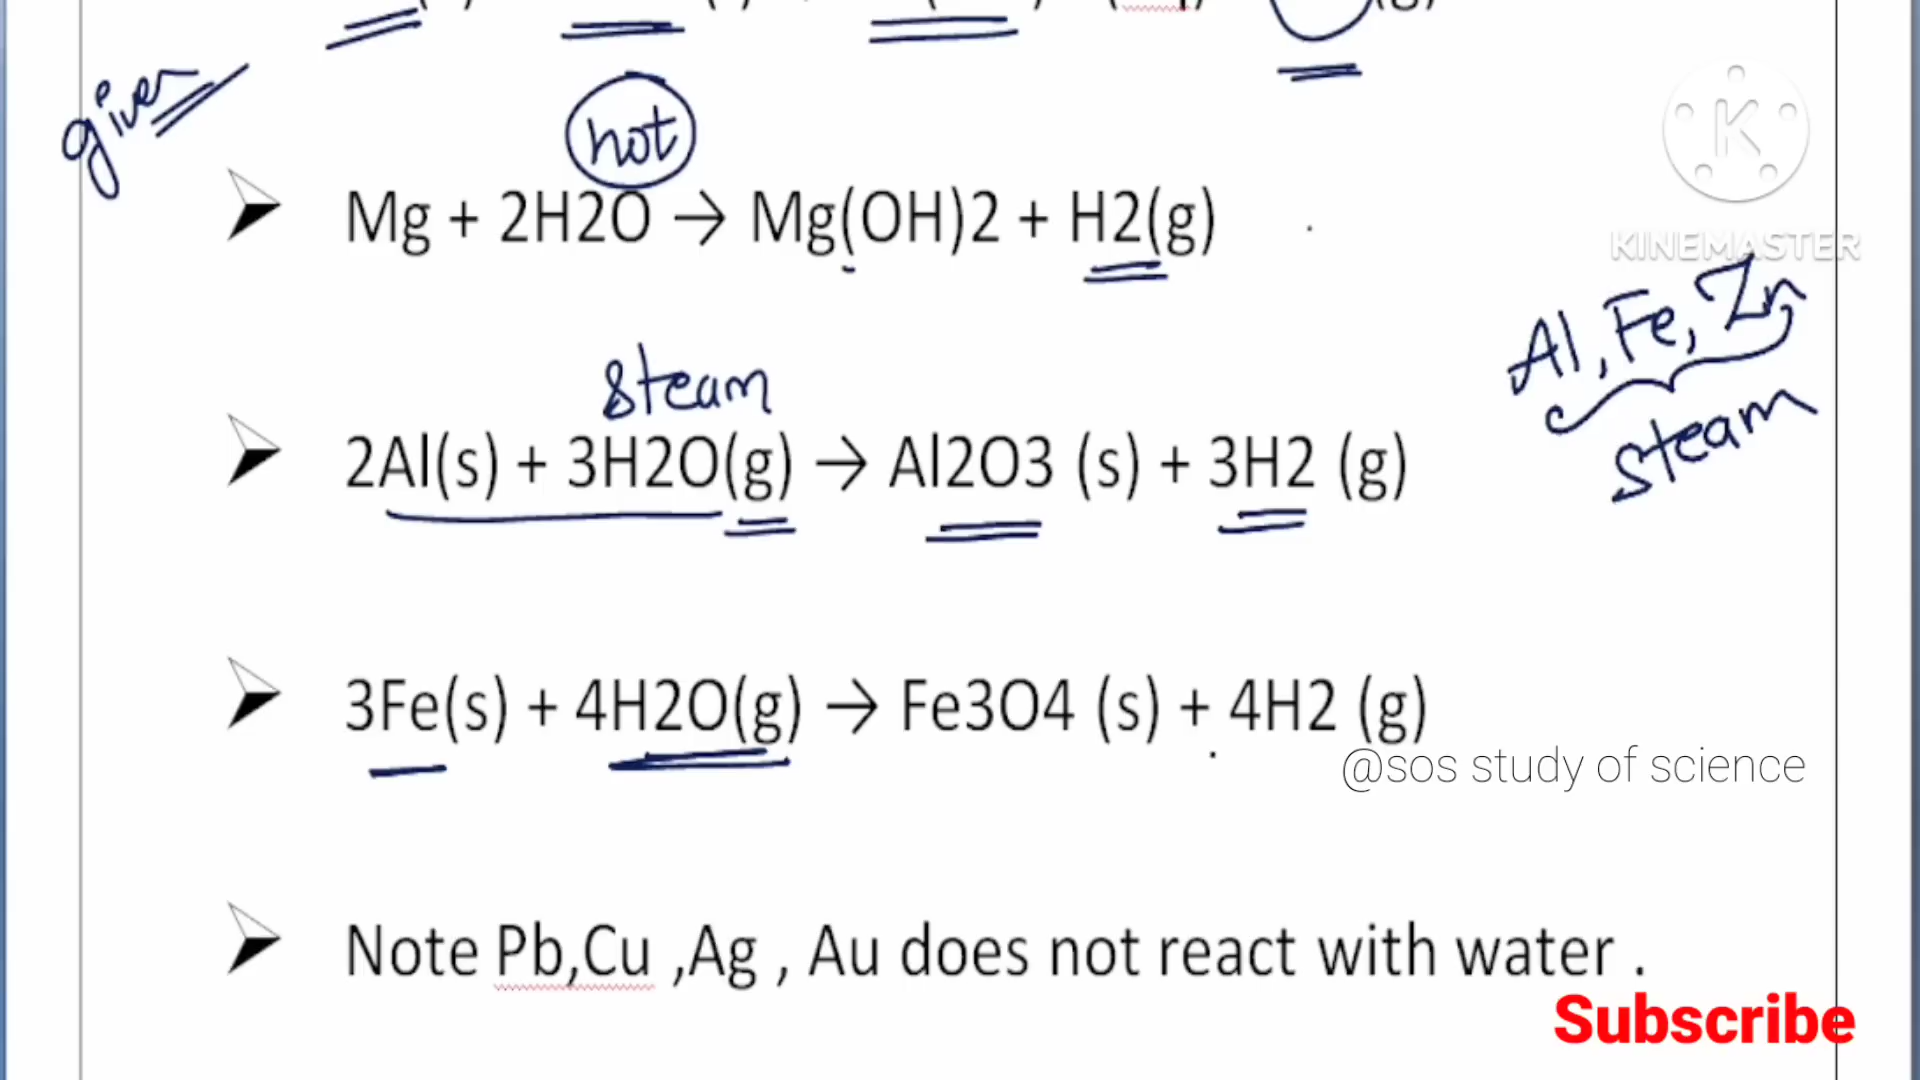 given
hot
Mg + 2H2O → Mg(OH)2 + H2(g)
K
KINEMASTER
Al, Fe, Zn
steam
steam
2Al(s) + 3H2O(g) → Al2O3 (s) + 3H2 (g)
3Fe(s) + 4H2O(g) → Fe3O4 (s) + 4H2 (g)
@sos study of science
Note Pb,Cu ,Ag , Au does not react with water .
Subscribe